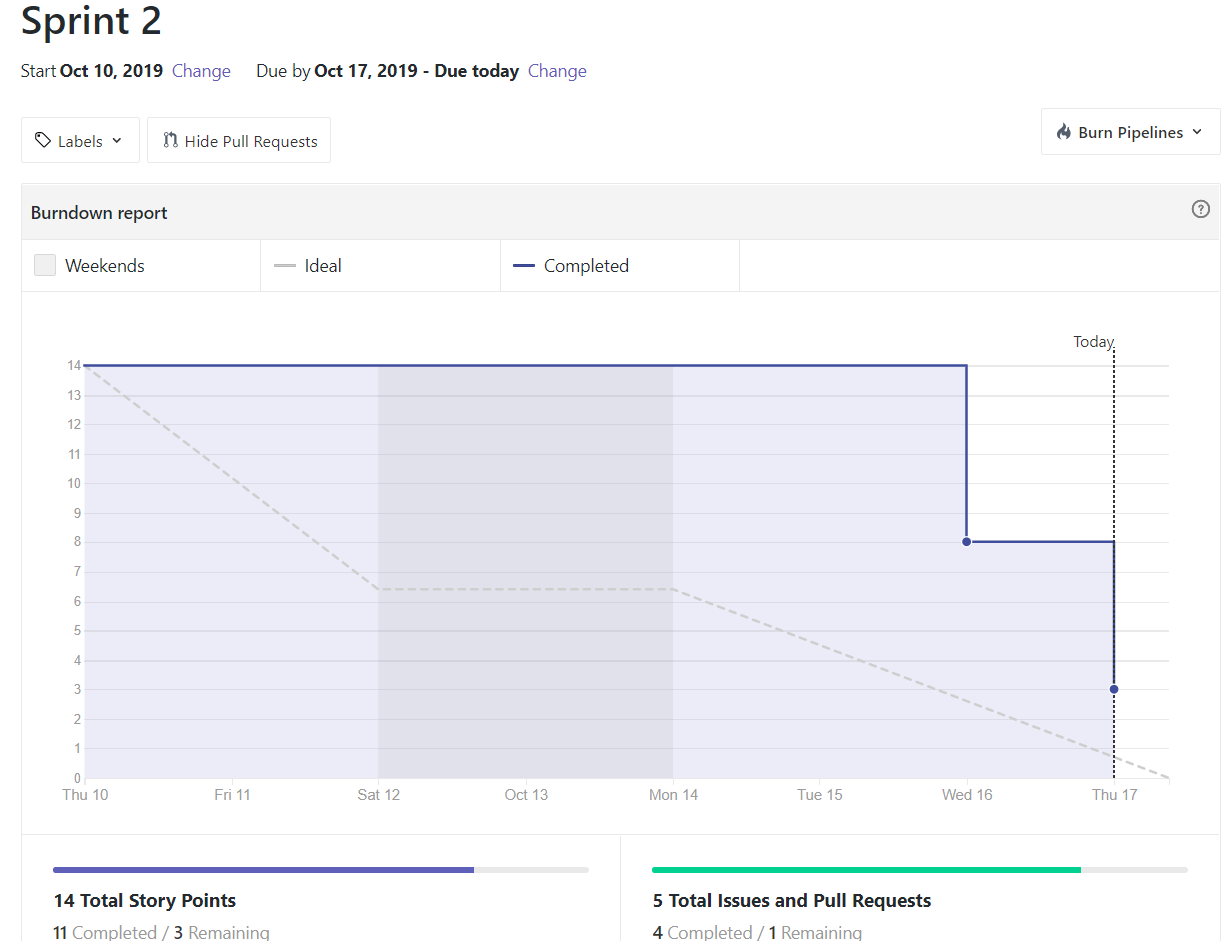 Sprint 2
Start Oct 10, 2019 Change Due by Oct 17, 2019 - Due today Change
Labels Hide Pull Requests Burn Pipelines
Burndown report ?
Weekends Ideal Completed
Today
14
13
12
11
10
9
8
7
6
5
4
3
2
1
0
Thu 10 Fri 11 Sat 12 Oct 13 Mon 14 Tue 15 Wed 16 Thu 17
14 Total Story Points
11 Completed / 3 Remaining
5 Total Issues and Pull Requests
4 Completed / 1 Remaining